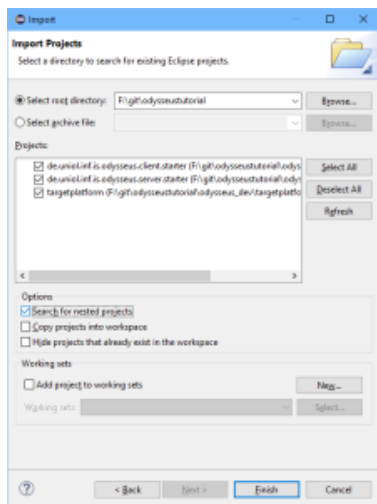 Import
Import Projects
Select a directory to search for existing Eclipse projects.
Select root directory: F:\git\odysseustutorial Browse...
Select archive file: Browse...
Projects:
de.uniol.inf.is.odysseus.client.starter (F:\git\odysseustutorial\odys
de.uniol.inf.is.odysseus.server.starter (F:\git\odysseustutorial\odys
targetplatform (F:\git\odysseustutorial\odysseus_dev\targetplatfo
Select All
Deselect All
Refresh
Options
Search for nested projects
Copy projects into workspace
Hide projects that already exist in the workspace
Working sets
Add project to working sets New...
Working sets: Select...
< Back Next > Finish Cancel